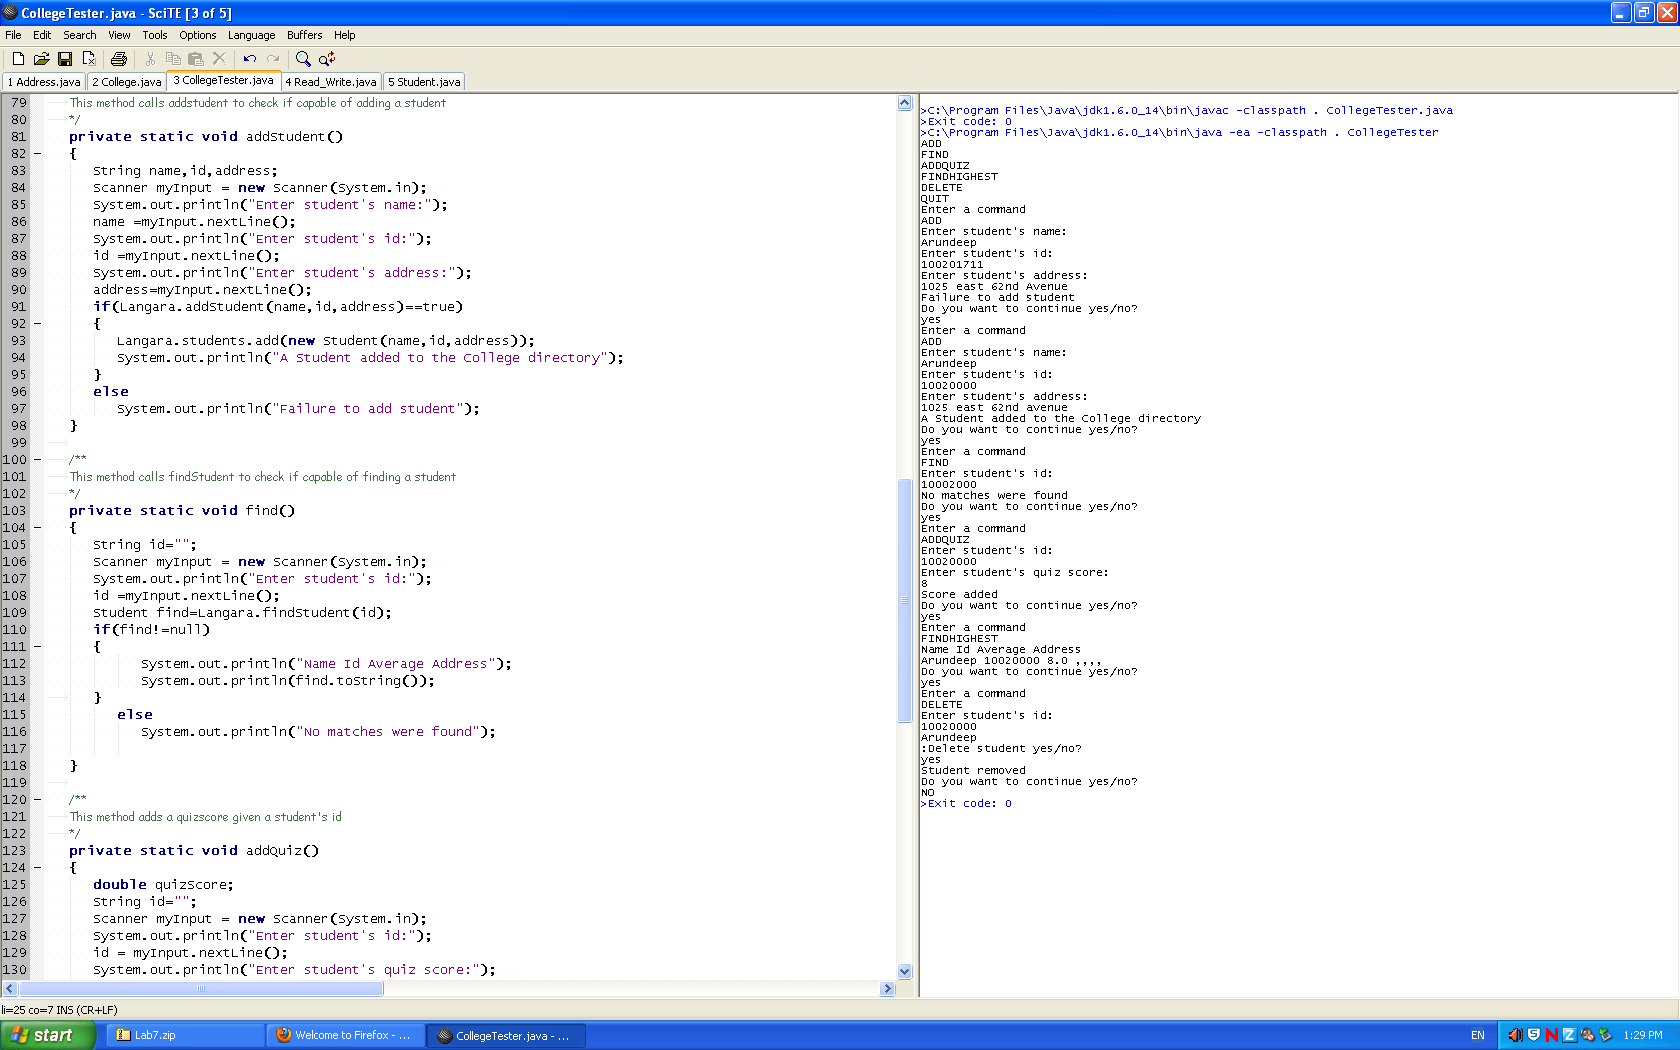 CollegeTester.java - SciTE [3 of 5]
File Edit Search View Tools Options Language Buffers Help
1 Address.java 2 College.java 3 CollegeTester.java 4 Read_Write.java 5 Student.java
79 This method calls addstudent to check if capable of adding a student
80 */
81 private static void addStudent()
82 {
83 String name,id,address;
84 Scanner myInput = new Scanner(System.in);
85 System.out.println("Enter student's name:");
86 name =myInput.nextLine();
87 System.out.println("Enter student's id:");
88 id =myInput.nextLine();
89 System.out.println("Enter student's address:");
90 address=myInput.nextLine();
91 if(Langara.addStudent(name,id,address)==true)
92 {
93 Langara.students.add(new Student(name,id,address));
94 System.out.println("A Student added to the College directory");
95 }
96 else
97 System.out.println("Failure to add student");
98 }
99
100 /**
101 This method calls findStudent to check if capable of finding a student
102 */
103 private static void find()
104 {
105 String id="";
106 Scanner myInput = new Scanner(System.in);
107 System.out.println("Enter student's id:");
108 id =myInput.nextLine();
109 Student find=Langara.findStudent(id);
110 if(find!=null)
111 {
112 System.out.println("Name Id Average Address");
113 System.out.println(find.toString());
114 }
115 else
116 System.out.println("No matches were found");
117
118 }
119
120 /**
121 This method adds a quizscore given a student's id
122 */
123 private static void addQuiz()
124 {
125 double quizScore;
126 String id="";
127 Scanner myInput = new Scanner(System.in);
128 System.out.println("Enter student's id:");
129 id = myInput.nextLine();
130 System.out.println("Enter student's quiz score:");
>C:\Program Files\Java\jdk1.6.0_14\bin\javac -classpath . CollegeTester.java
>Exit code: 0
>C:\Program Files\Java\jdk1.6.0_14\bin\java -ea -classpath . CollegeTester
ADD
FIND
ADDQUIZ
FINDHIGHEST
DELETE
QUIT
Enter a command
ADD
Enter student's name:
Arundeep
Enter student's id:
100201711
Enter student's address:
1025 east 62nd Avenue
Failure to add student
Do you want to continue yes/no?
yes
Enter a command
ADD
Enter student's name:
Arundeep
Enter student's id:
10020000
Enter student's address:
1025 east 62nd avenue
A Student added to the College directory
Do you want to continue yes/no?
yes
Enter a command
FIND
Enter student's id:
10002000
No matches were found
Do you want to continue yes/no?
yes
Enter a command
ADDQUIZ
Enter student's id:
10020000
Enter student's quiz score:
8
Score added
Do you want to continue yes/no?
yes
Enter a command
FINDHIGHEST
Name Id Average Address
Arundeep 10020000 8.0 ,,,,
Do you want to continue yes/no?
yes
Enter a command
DELETE
Enter student's id:
10020000
Arundeep
:Delete student yes/no?
yes
Student removed
Do you want to continue yes/no?
NO
>Exit code: 0
li=25 co=7 INS (CR+LF)
start Lab7.zip Welcome to Firefox - ... CollegeTester.java - ... EN 1:29 PM